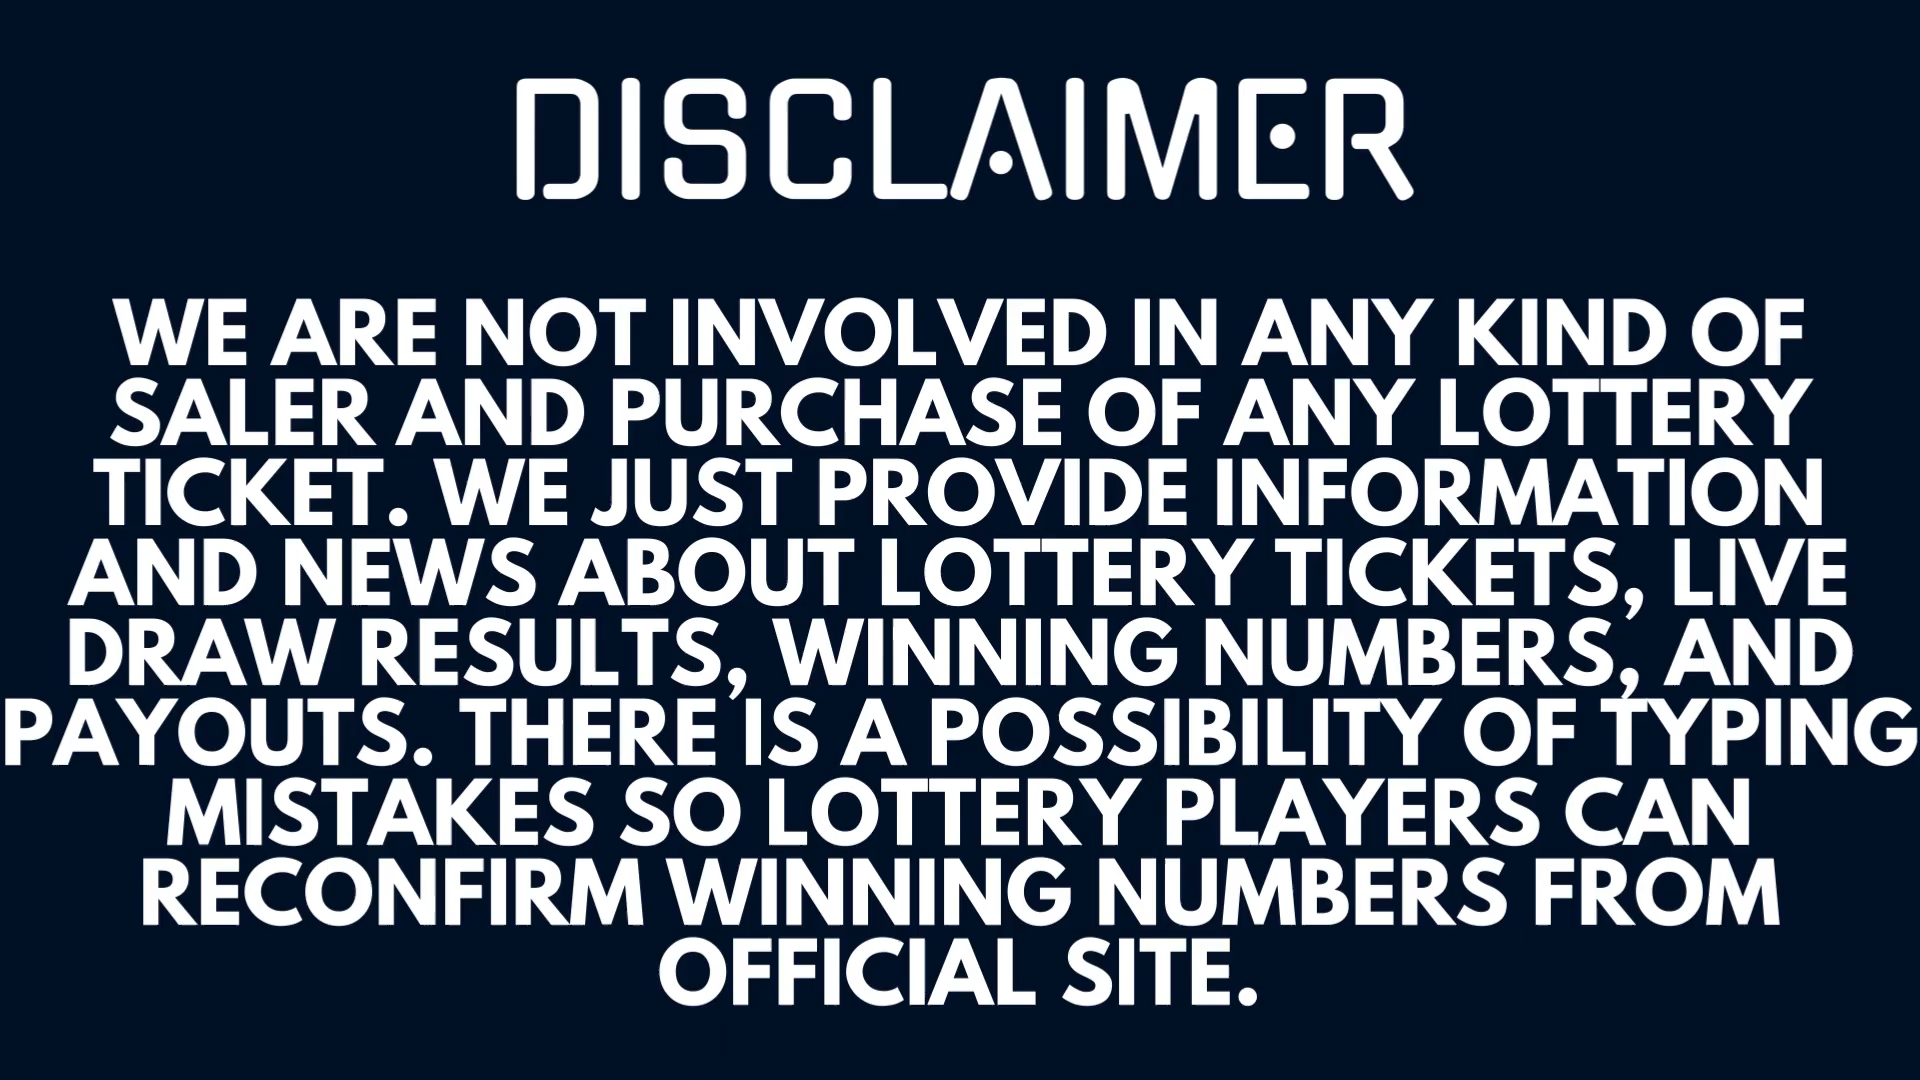 DISCLAIMER
WE ARE NOT INVOLVED IN ANY KIND OF
SALER AND PURCHASE OF ANY LOTTERY
TICKET. WE JUST PROVIDE INFORMATION
AND NEWS ABOUT LOTTERY TICKETS, LIVE
DRAW RESULTS, WINNING NUMBERS, AND
PAYOUTS. THERE IS A POSSIBILITY OF TYPING
MISTAKES SO LOTTERY PLAYERS CAN
RECONFIRM WINNING NUMBERS FROM
OFFICIAL SITE.